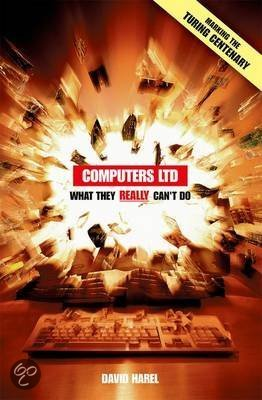 MARKING THE
TURING CENTENARY
COMPUTERS LTD
WHAT THEY REALLY CAN'T DO
DAVID HAREL